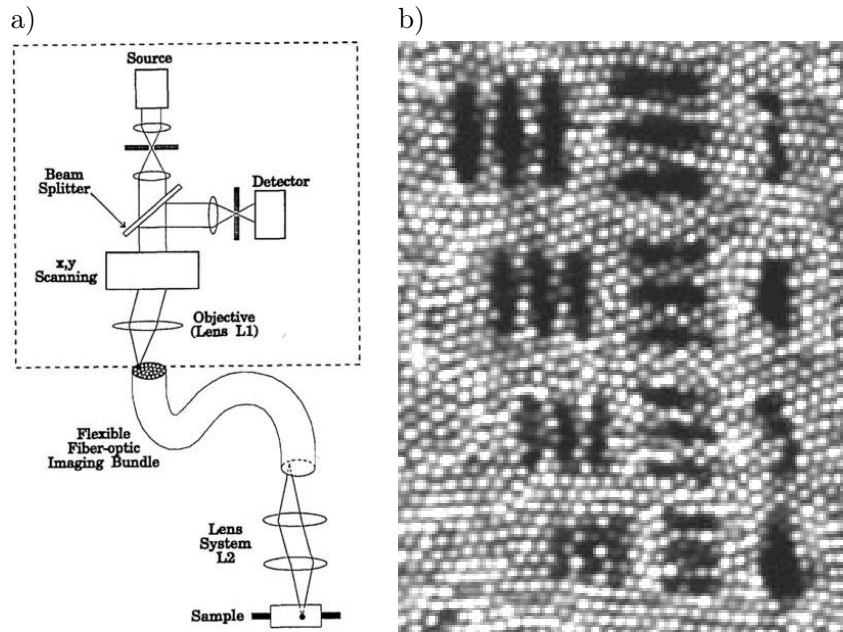 a)
b)
Source
Beam
Splitter
Detector
x,y
Scanning
Objective
(Lens L1)
Flexible
Fiber-optic
Imaging Bundle
Lens
System
L2
Sample